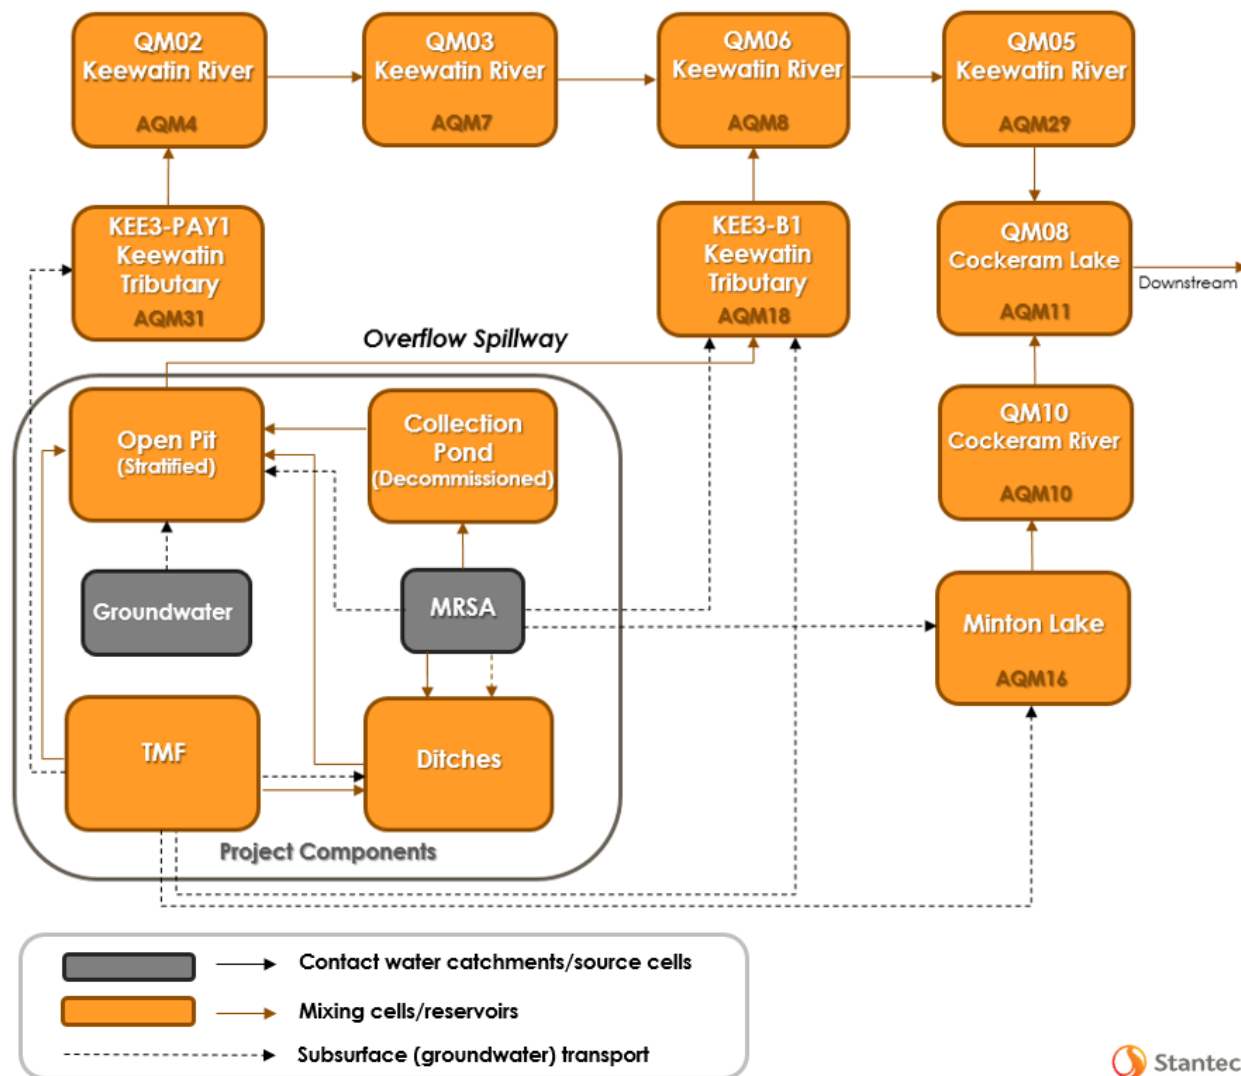 QM02
Keewatin River
AQM4
QM03
Keewatin River
AQM7
QM06
Keewatin River
AQM8
QM05
Keewatin River
AQM29
KEE3-PAY1
Keewatin
Tributary
AQM31
KEE3-B1
Keewatin
Tributary
AQM18
QM08
Cockeram Lake
AQM11
Downstream
Overflow Spillway
Open Pit
(Stratified)
Collection
Pond
(Decommissioned)
QM10
Cockeram River
AQM10
Groundwater
MRSA
Minton Lake
AQM16
TMF
Ditches
Project Components
Contact water catchments/source cells
Mixing cells/reservoirs
Subsurface (groundwater) transport
Stantec